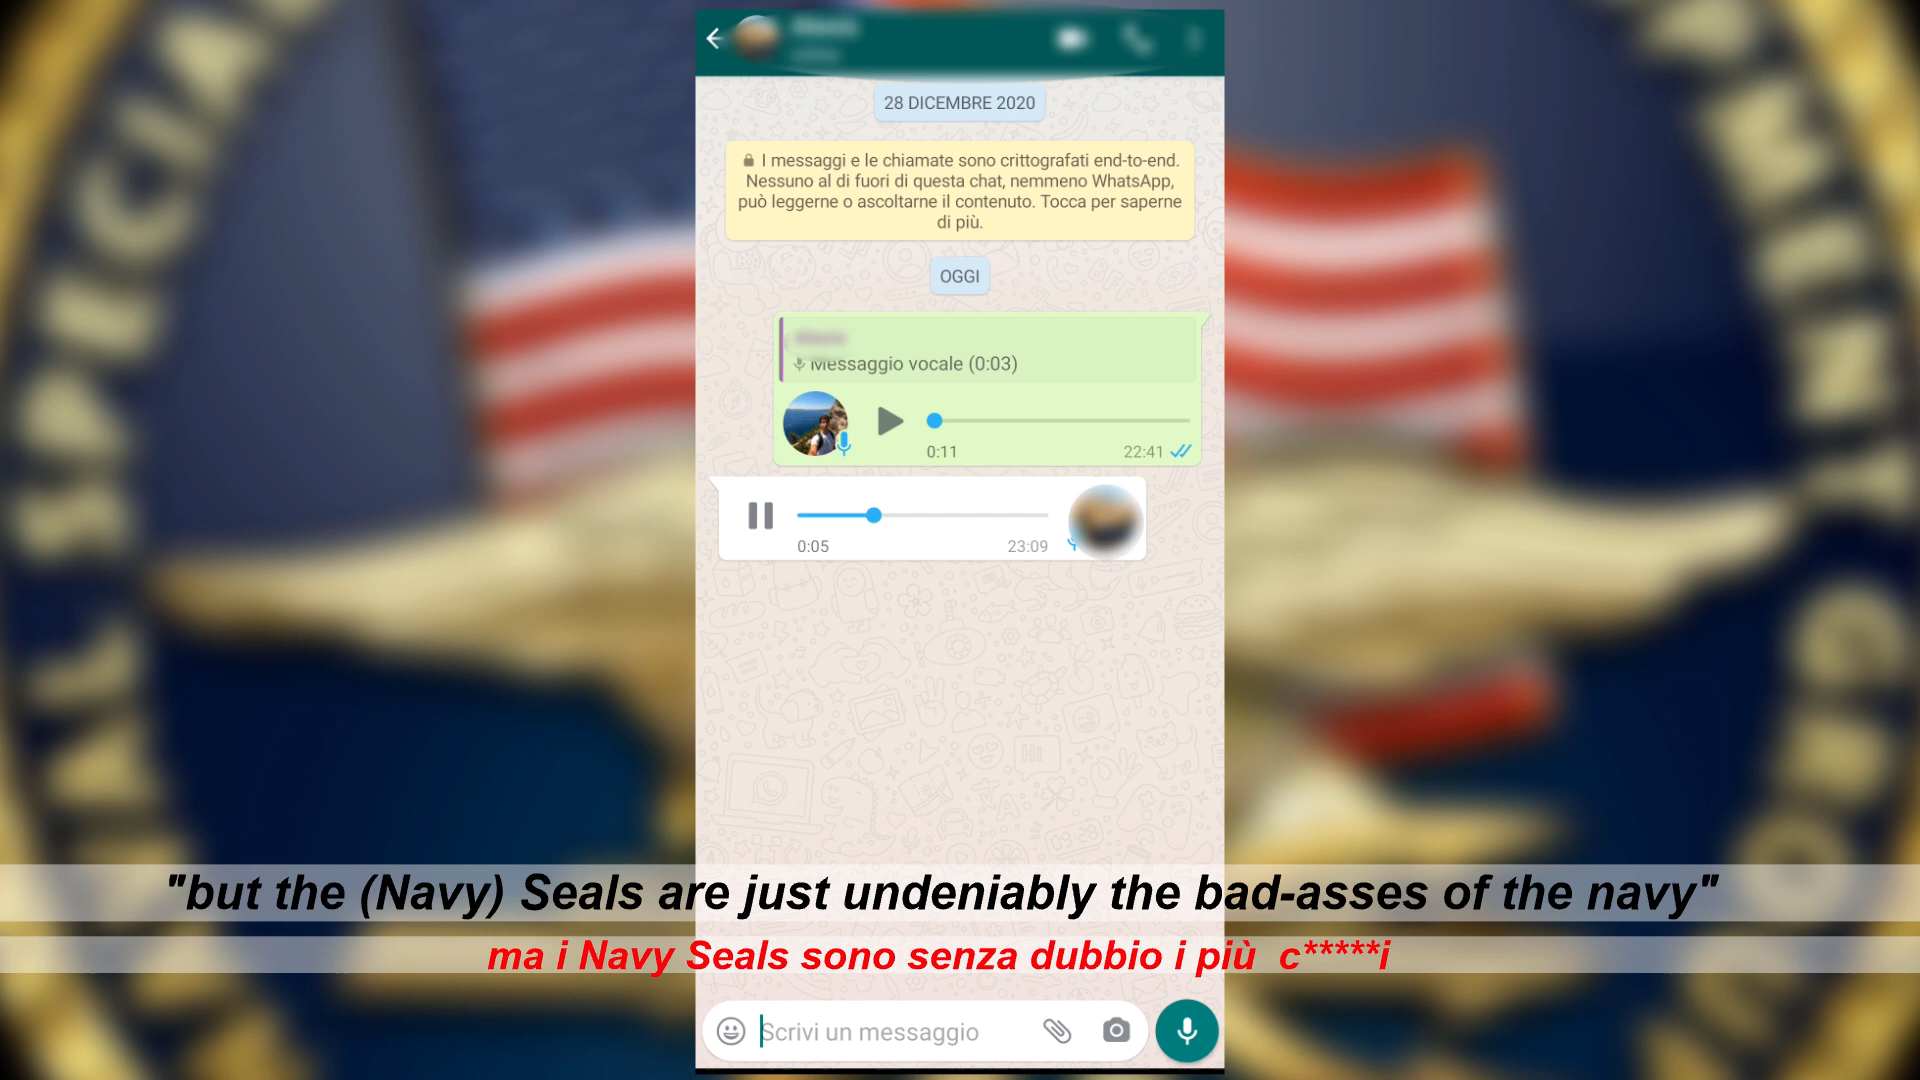 28 DICEMBRE 2020
I messaggi e le chiamate sono crittografati end-to-end.
Nessuno al di fuori di questa chat, nemmeno WhatsApp,
può leggerne o ascoltarne il contenuto. Tocca per saperne
di più.
OGGI
Messaggio vocale (0:03)
0:11
22:41
0:05
23:09
"but the (Navy) Seals are just undeniably the bad-asses of the navy"
ma i Navy Seals sono senza dubbio i più c*****i
Scrivi un messaggio